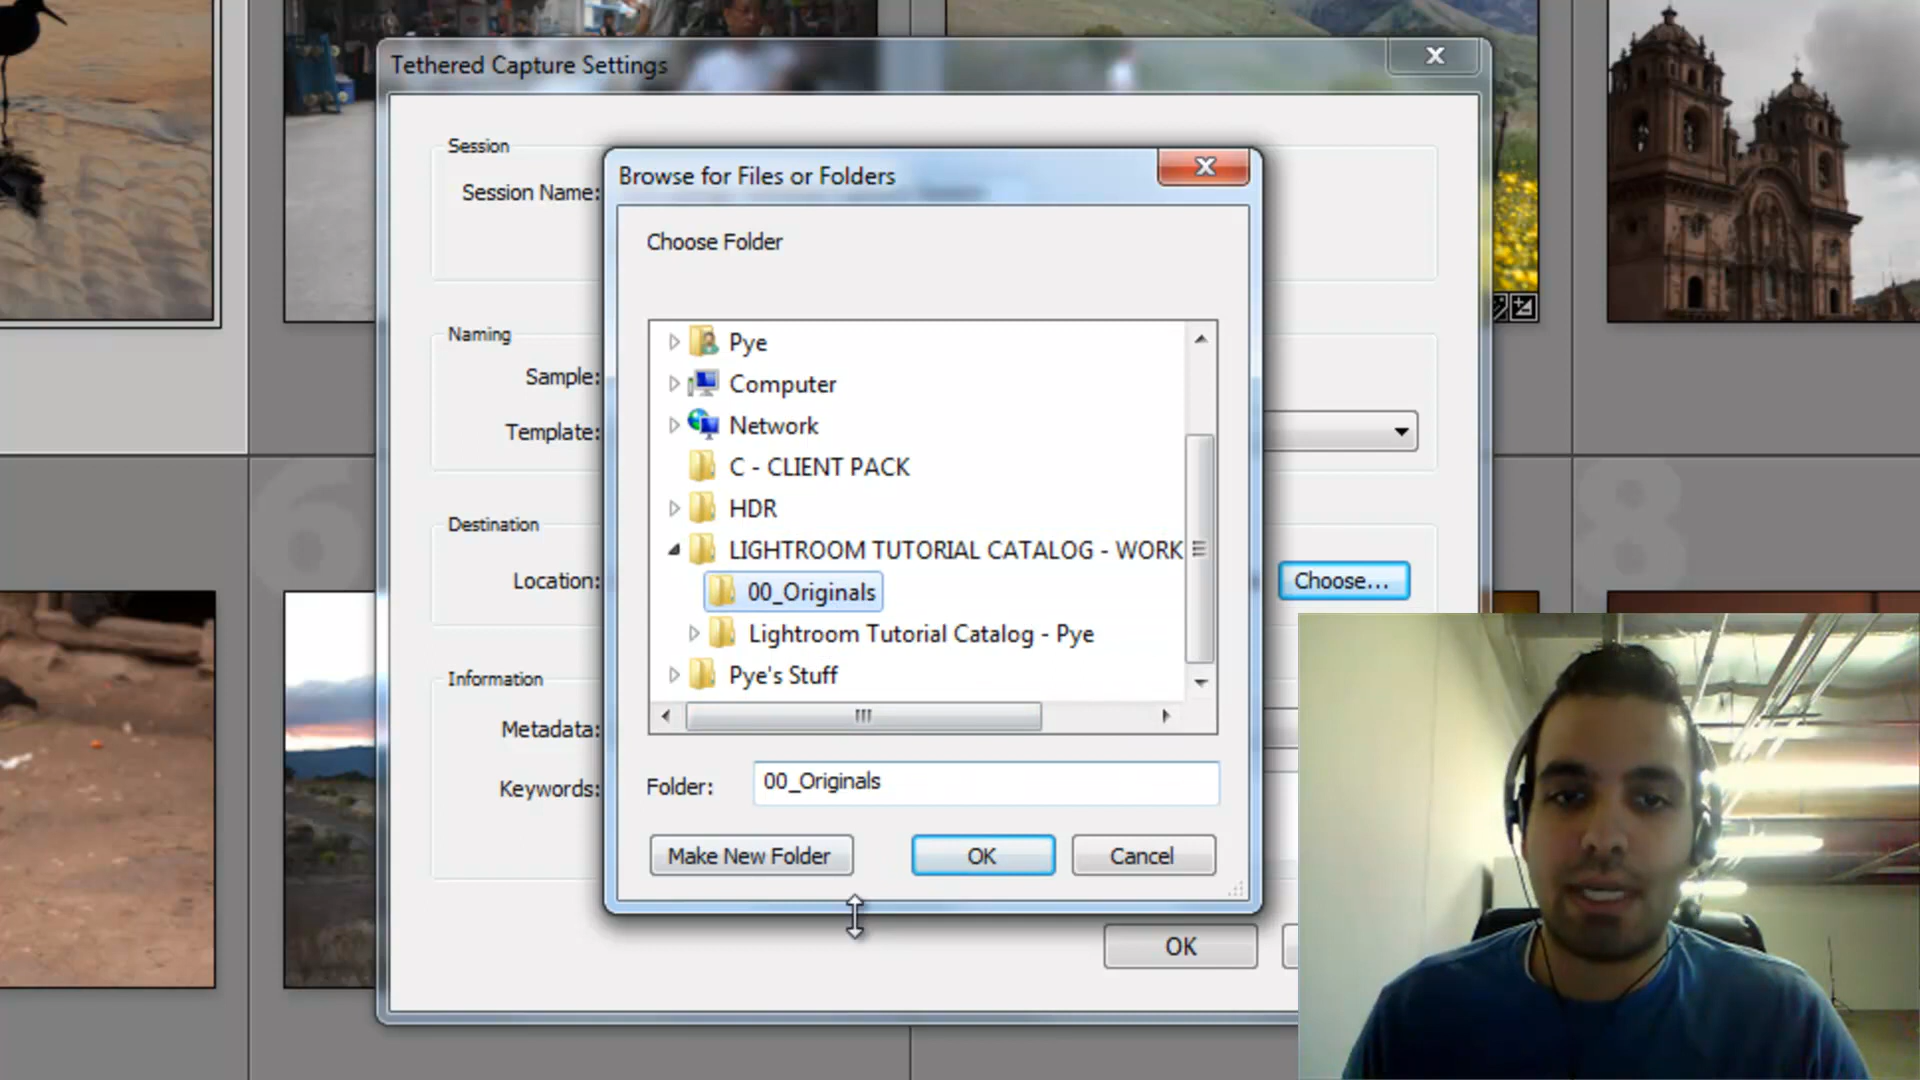 Tethered Capture Settings
Session
Session Name:
Naming
Sample:
Template:
Destination
Location:
Choose...
Information
Metadata:
Keywords:
OK
Browse for Files or Folders
Choose Folder
Pye
Computer
Network
C - CLIENT PACK
HDR
LIGHTROOM TUTORIAL CATALOG - WORK
00_Originals
Lightroom Tutorial Catalog - Pye
Pye's Stuff
Folder: 00_Originals
Make New Folder OK Cancel
6
8